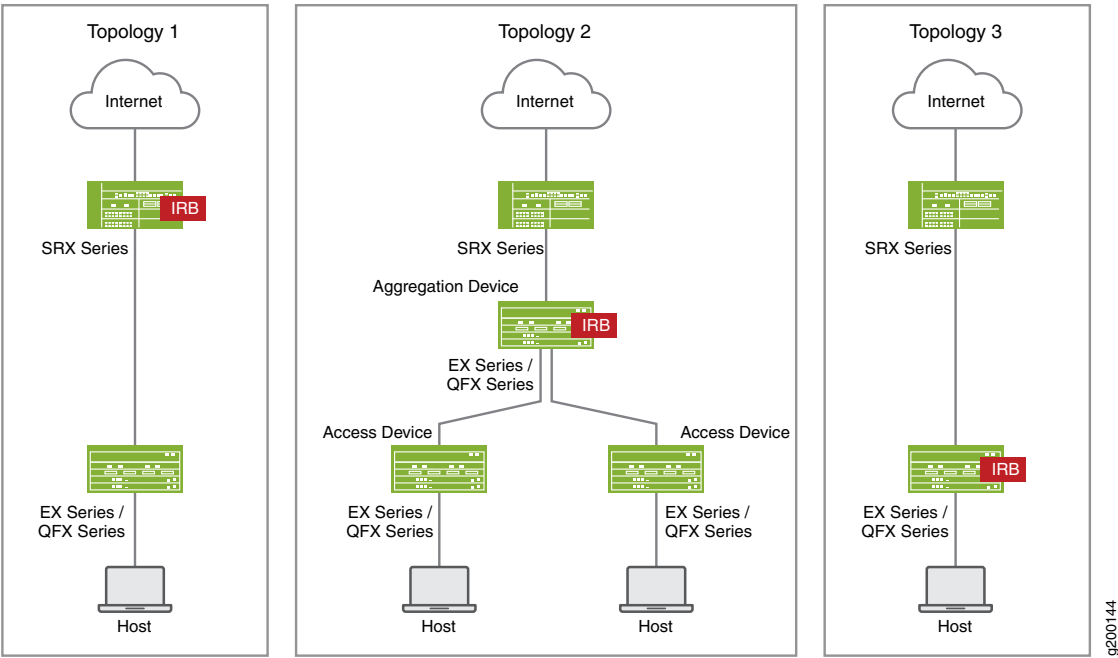 Topology 1
Internet
IRB
SRX Series
EX Series /
QFX Series
Host
Topology 2
Internet
SRX Series
Aggregation Device
IRB
EX Series /
QFX Series
Access Device
Access Device
EX Series /
QFX Series
EX Series /
QFX Series
Host
Host
Topology 3
Internet
SRX Series
IRB
EX Series /
QFX Series
Host
g200144